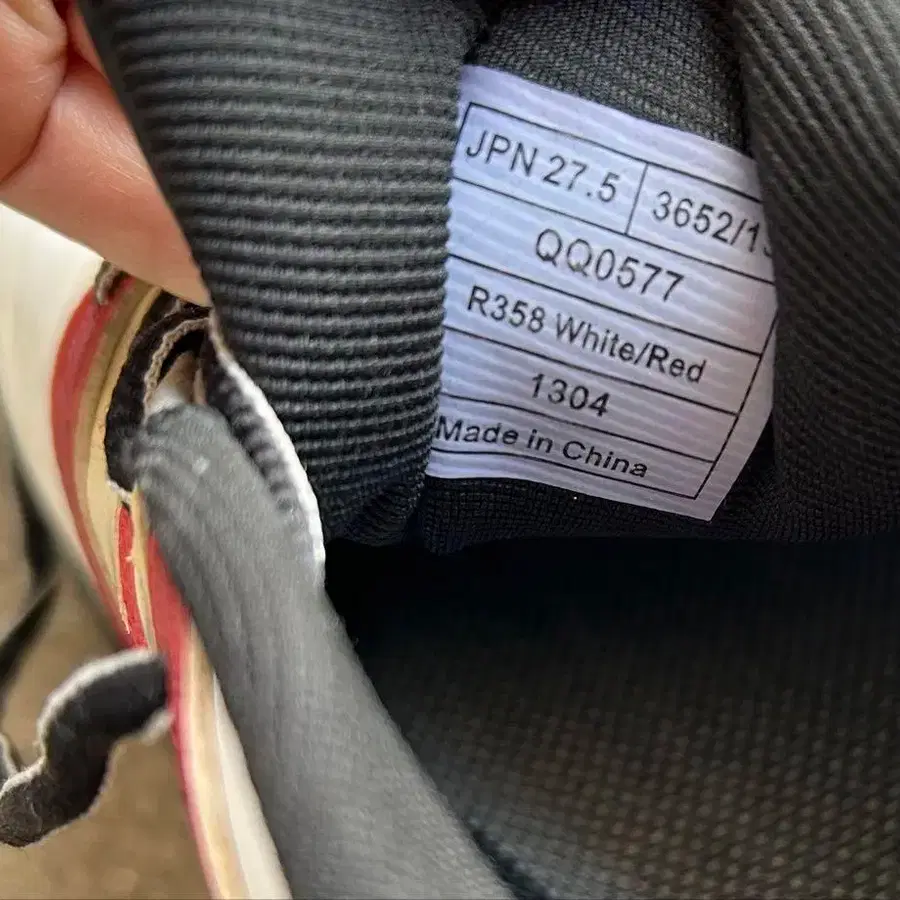 JPN 27.5 3652/1
QQ0577
R358 White/Red
1304
Made in China